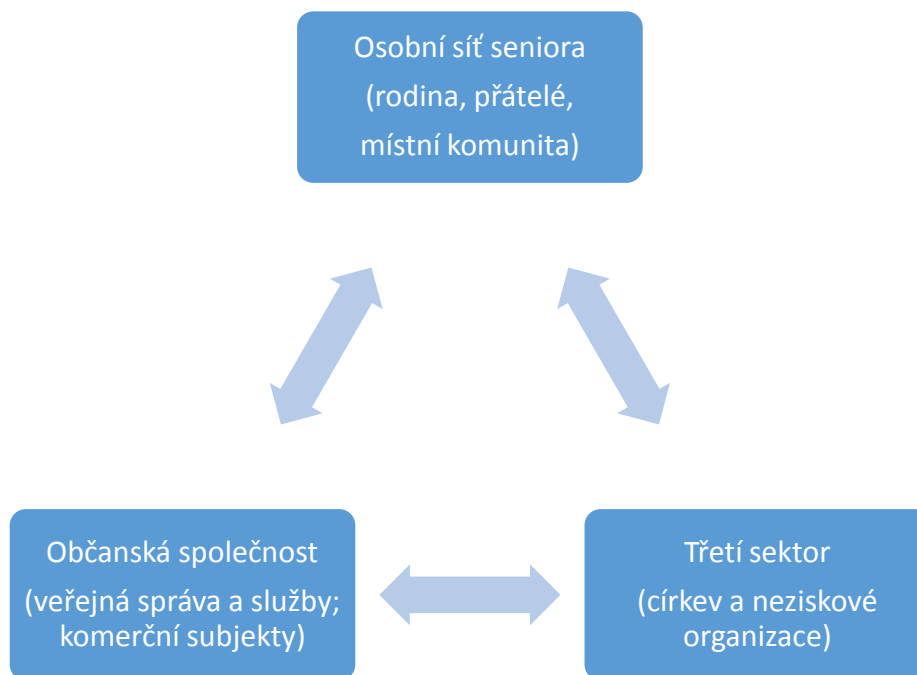 Osobní síť seniora
(rodina, přátelé,
místní komunita)
Občanská společnost
(veřejná správa a služby;
komerční subjekty)
Třetí sektor
(církev a neziskové
organizace)